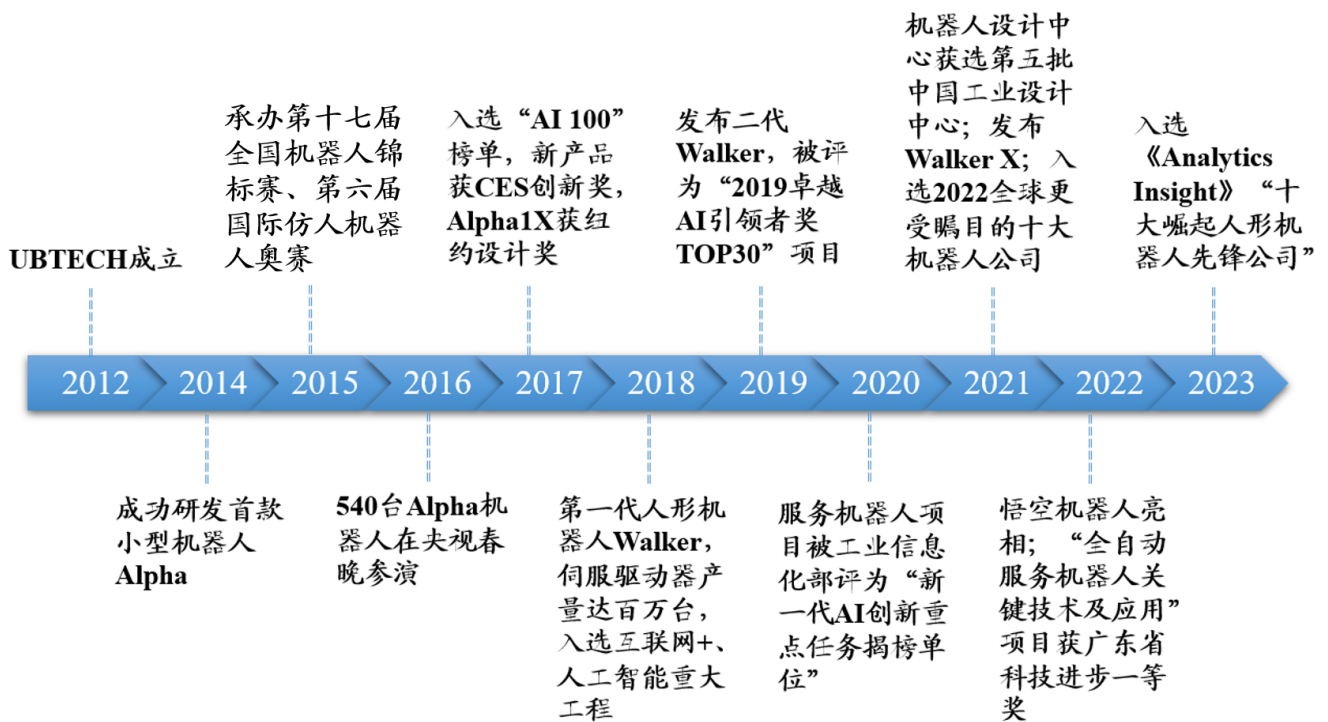 UBTECH成立
承办第十七届
全国机器人锦
标赛、第六届
国际仿人机器
人奥赛
入选“AI 100”
榜单，新产品
获CES创新奖，
Alpha1X获纽
约设计奖
发布二代
Walker，被评
为“2019卓越
AI引领者奖
TOP30”项目
机器人设计中
心获选第五批
中国工业设计
中心；发布
Walker X；入
选2022全球更
受瞩目的十大
机器人公司
入选
《Analytics
Insight》“十
大崛起人形机
器人先锋公司”
2012
2014
2015
2016
2017
2018
2019
2020
2021
2022
2023
成功研发首款
小型机器人
Alpha
540台Alpha机
器人在央视春
晚参演
第一代人形机
器人Walker，
伺服驱动器产
量达百万台，
入选互联网+、
人工智能重大
工程
服务机器人项
目被工业信息
化部评为“新
一代AI创新重
点任务揭榜单
位”
悟空机器人亮
相；“全自动
服务机器人关
键技术及应用”
项目获广东省
科技进步一等
奖